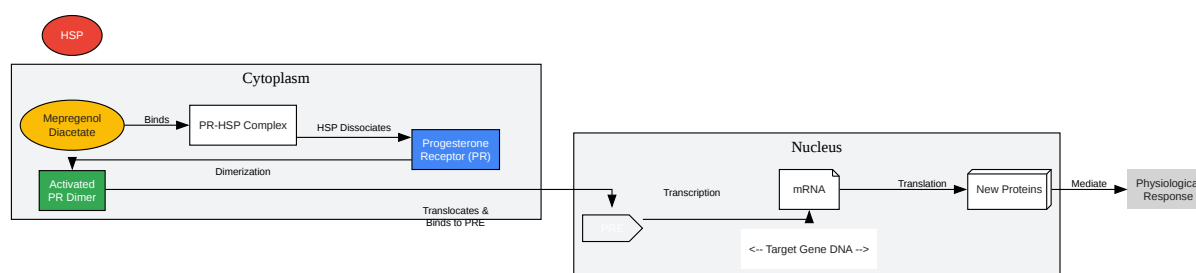 HSP
Cytoplasm
Mepregenol
Diacetate
Binds
PR-HSP Complex
HSP Dissociates
Progesterone
Receptor (PR)
Dimerization
Activated
PR Dimer
Translocates &
Binds to PRE
Nucleus
PRE
Transcription
mRNA
<-- Target Gene DNA -->
Translation
New Proteins
Mediate
Physiological
Response